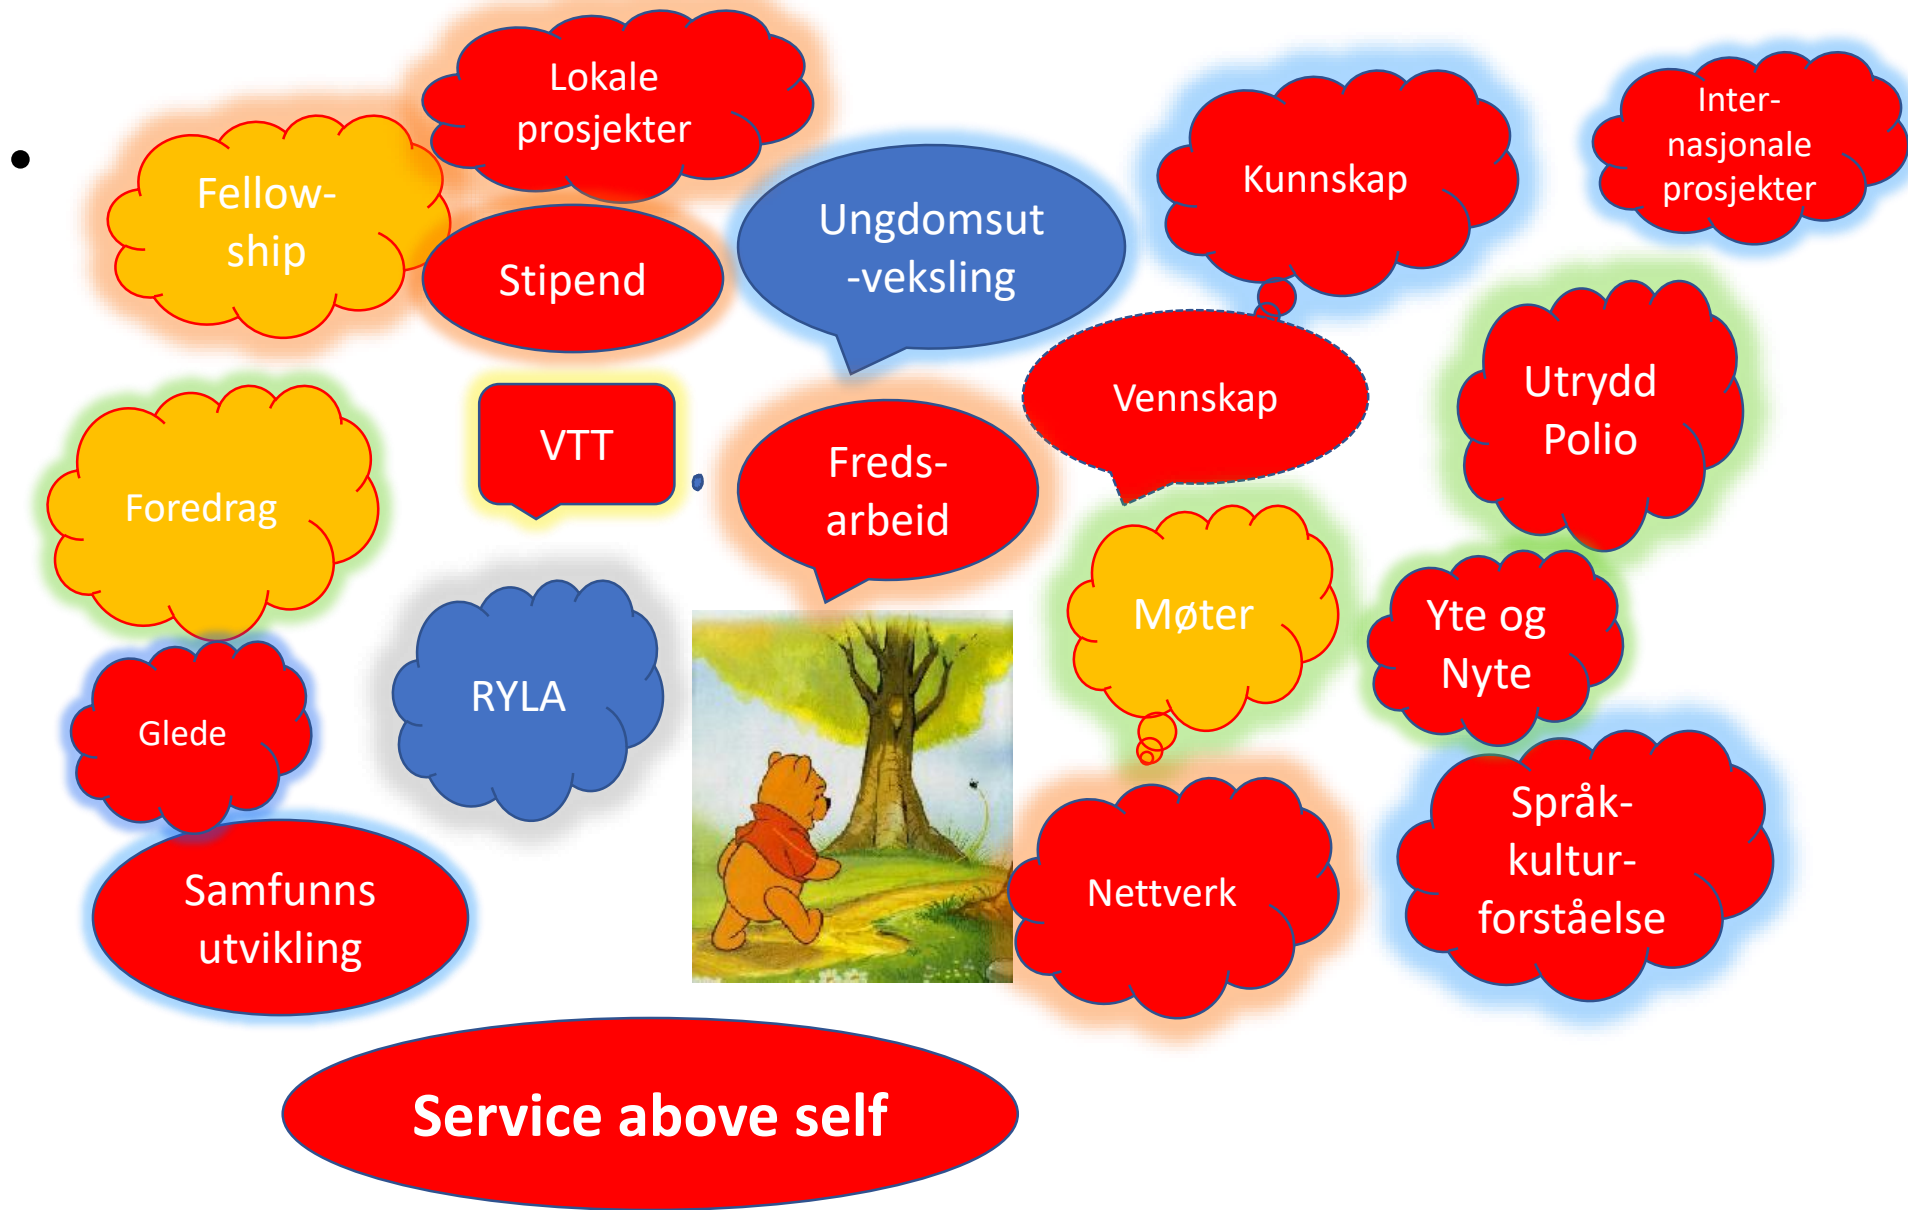 •
Lokale
prosjekter
Inter-
nasjonale
prosjekter
Fellow-
ship
Kunnskap
Ungdomsut
-veksling
Stipend
Vennskap
Utrydd
Polio
VTT
Freds-
arbeid
Foredrag
Møter
Yte og
Nyte
RYLA
Glede
Språk-
kultur-
forståelse
Nettverk
Samfunns
utvikling
Service above self